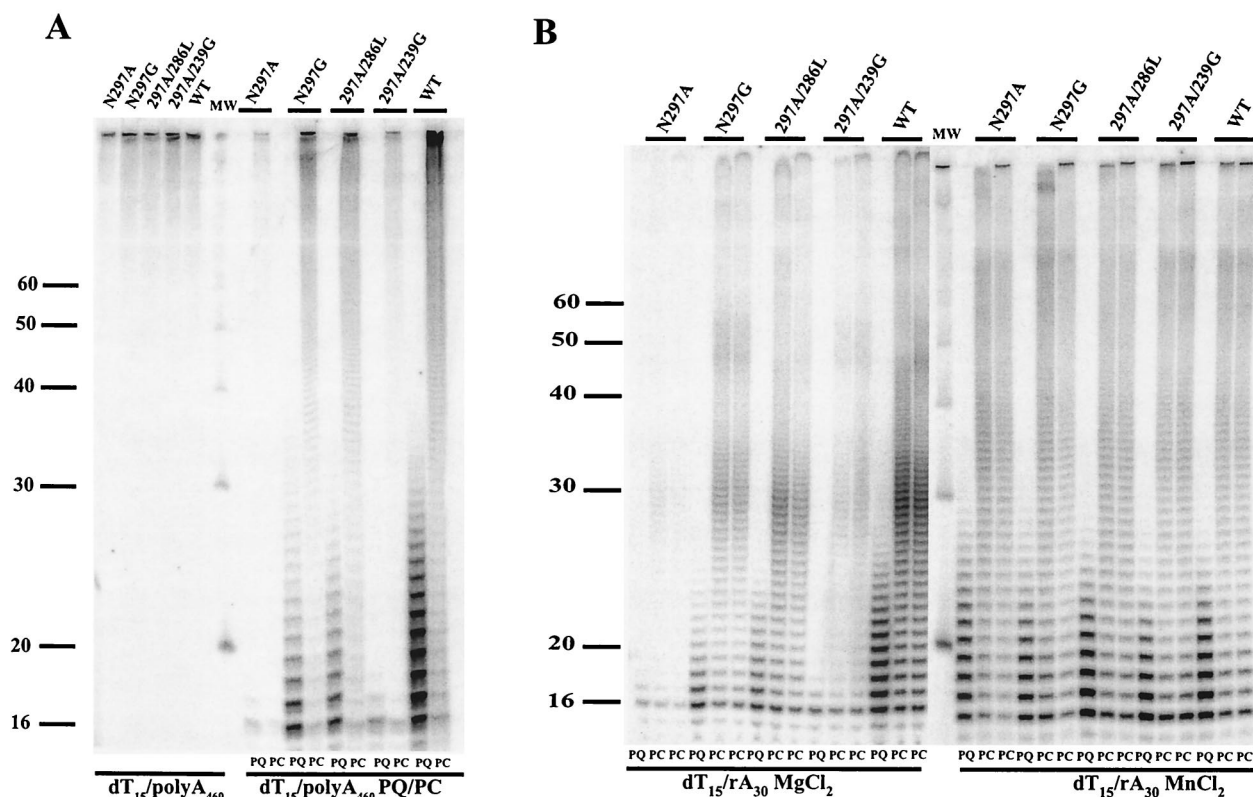 A
N297A N297G 297A/286L 297A/239G WT MW N297A N297G 297A/286L 297A/239G WT
60
50
40
30
20
16
PQ PC PQ PC PQ PC PQ PC PQ PC
dT15/polyA460 dT15/polyA460 PQ/PC
B
N297A N297G 297A/286L 297A/239G WT MW N297A N297G 297A/286L 297A/239G WT
60
50
40
30
20
16
PQ PC PC PQ PC PC PQ PC PC PQ PC PC PQ PC PC PQ PC PC PQ PC PC PQ PC PC PQ PC PC PQ PC PC
dT15/rA30 MgCl2 dT15/rA30 MnCl2